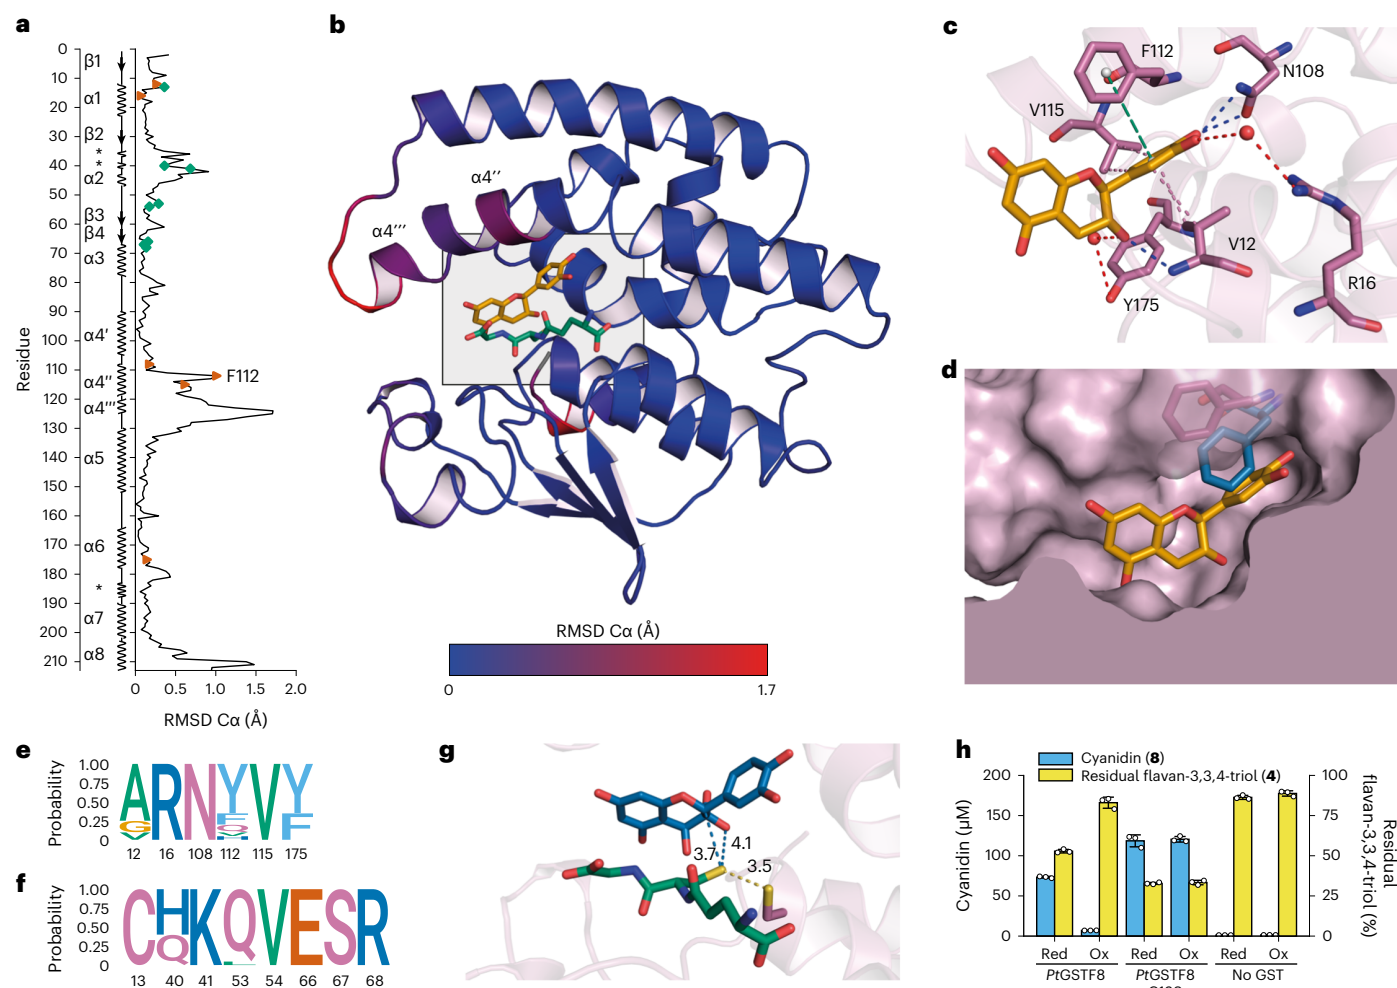 a
0
10
20
30
40
50
60
70
80
90
100
110
120
130
140
150
160
170
180
190
200
210
Residue
β1
α1
β2
*
*
α2
β3
β4
α3
α4′
α4′′
α4′′′
α5
α6
*
α7
α8
F112
0 0.5 1.0 1.5 2.0
RMSD Cα (Å)
b
α4′′
α4′′′
RMSD Cα (Å)
0 1.7
c
F112
N108
V115
V12
R16
Y175
d
e
Probability
1.00
0.75
0.50
0.25
0
A R N Y V Y
G E F
V Q
12 16 108 112 115 175
f
Probability
1.00
0.75
0.50
0.25
0
C H K Q V E S R
Q
13 40 41 53 54 66 67 68
g
3.7
4.1
3.5
h
Cyanidin (8)
Residual flavan-3,3,4-triol (4)
Cyanidin (µM)
200
150
100
50
0
100
75
50
25
0
Residual
flavan-3,3,4-triol (%)
Red Ox Red Ox Red Ox
PtGSTF8 PtGSTF8 No GST